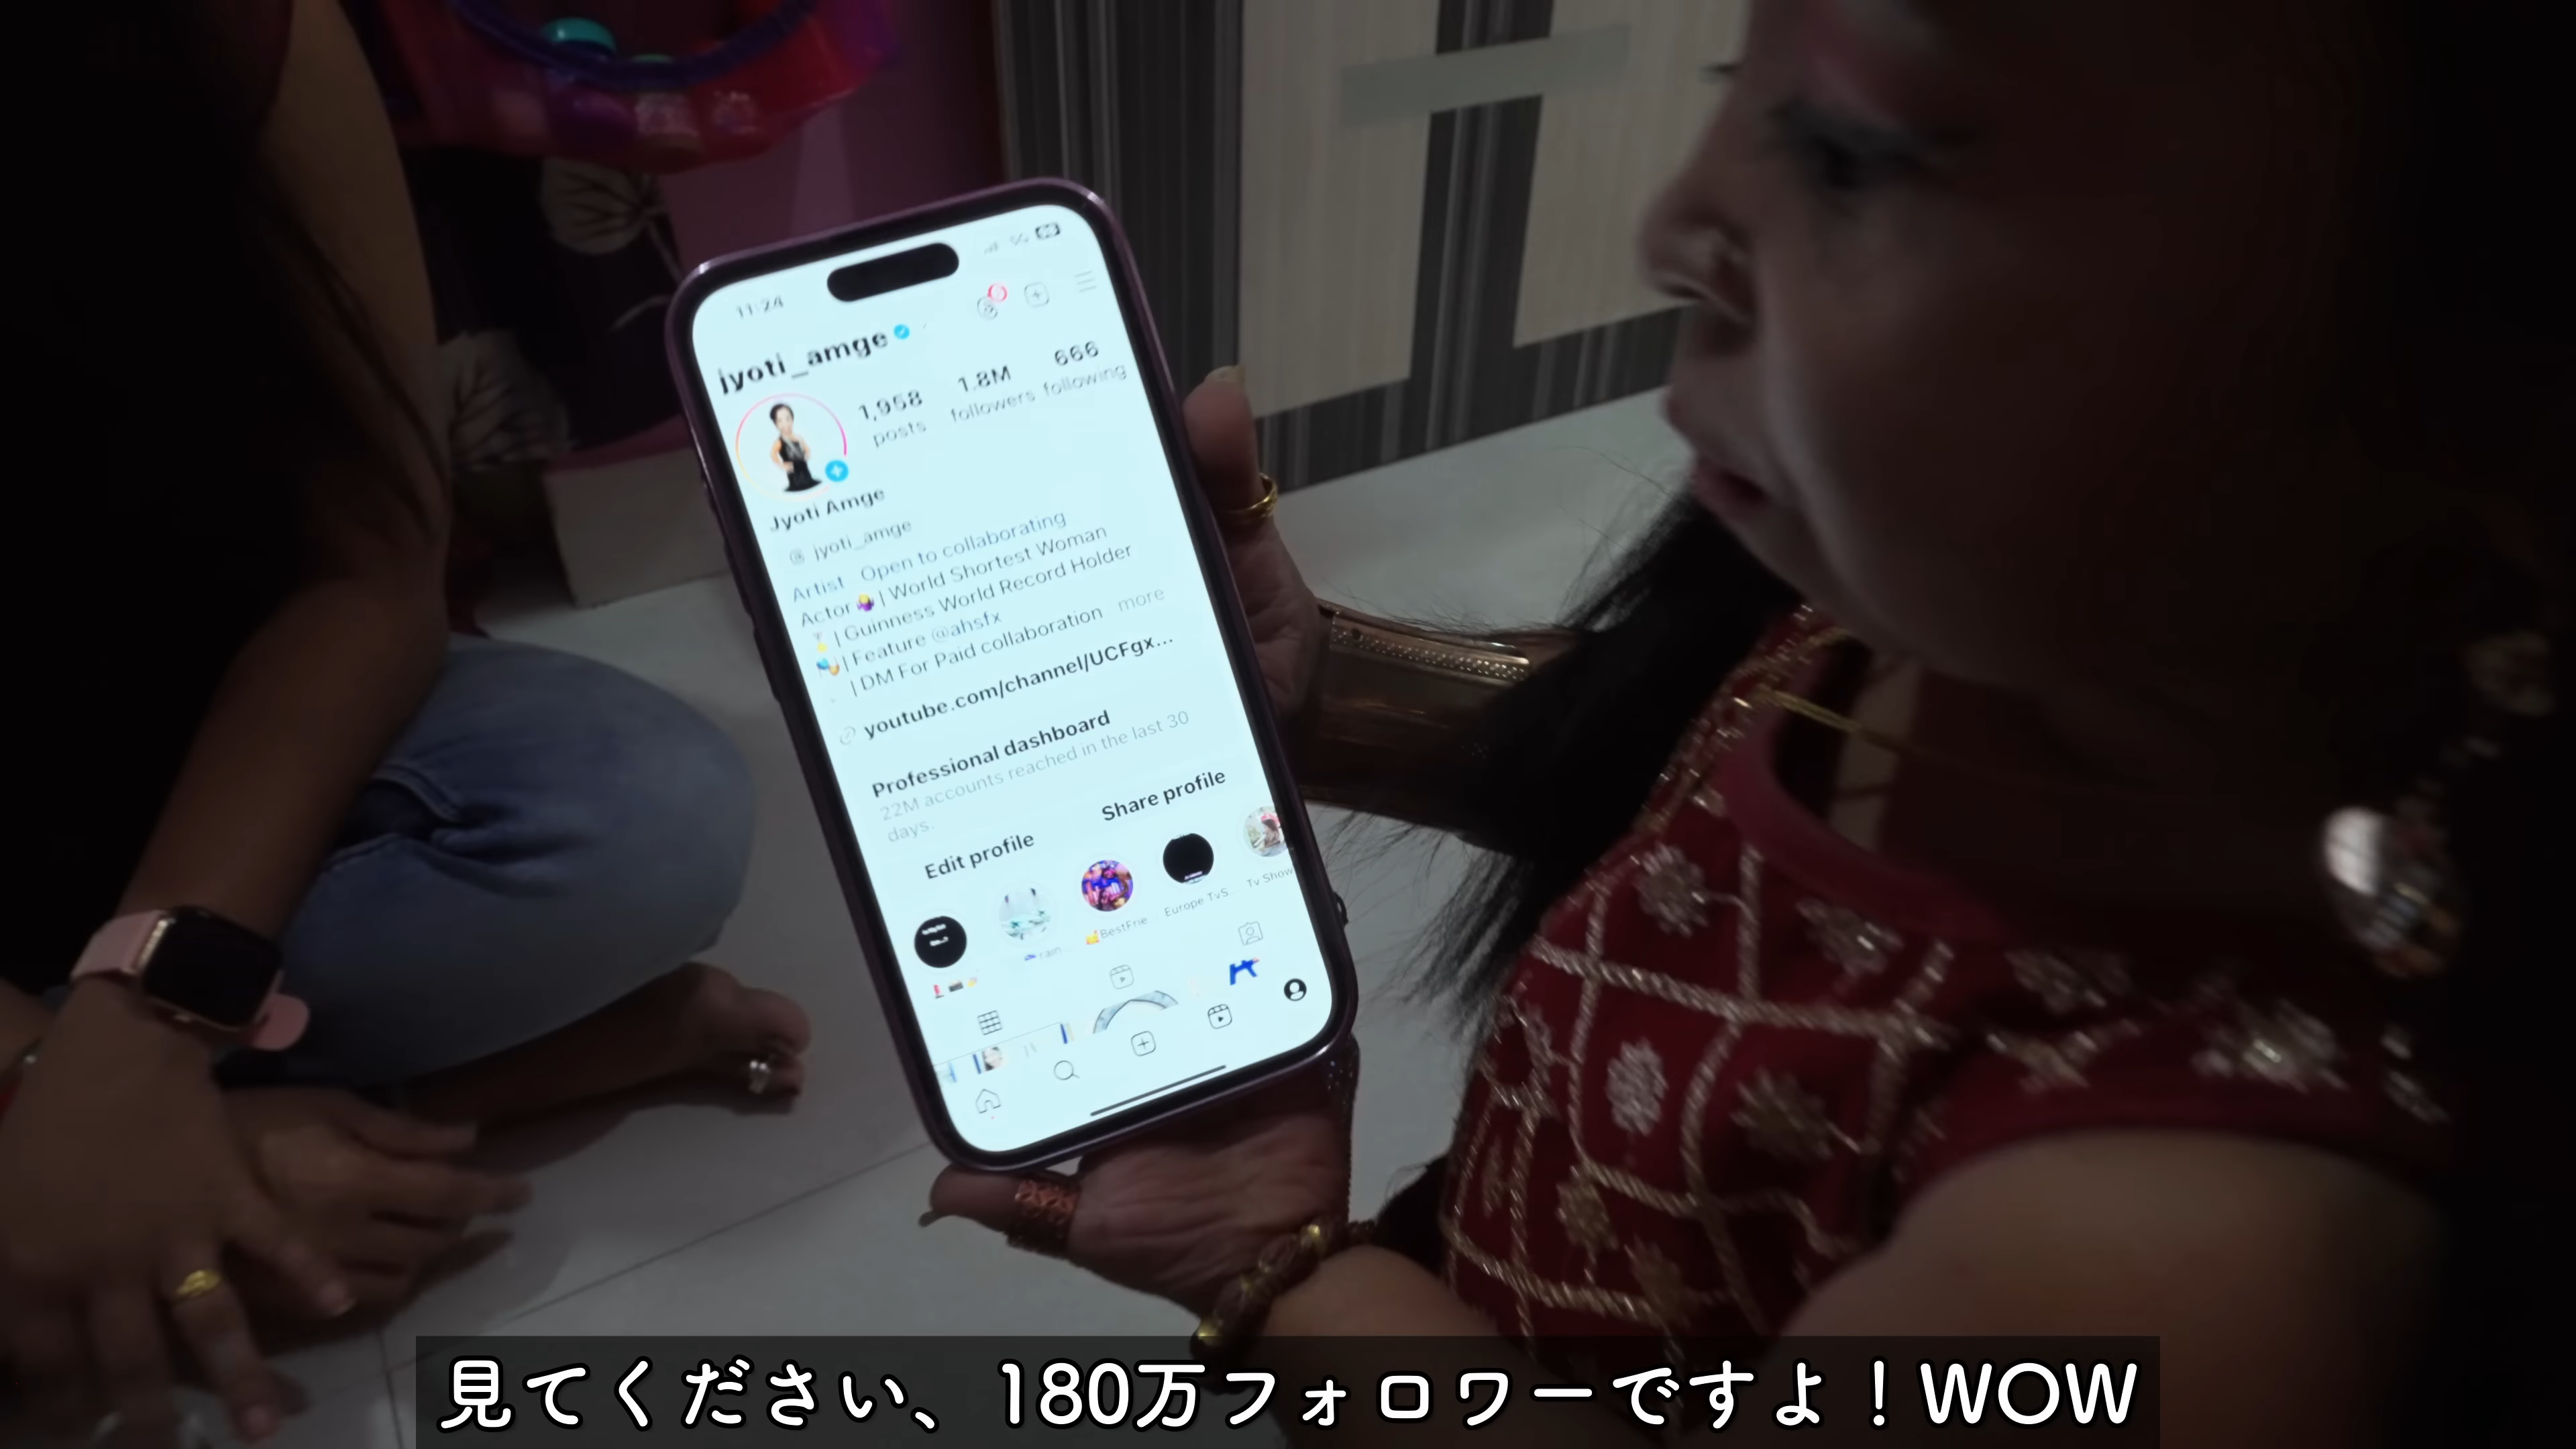 11:24
jyoti_amge
1,958 1.8M 666
posts followers following
Jyoti Amge
jyoti_amge
Artist Open to collaborating
Actor | World Shortest Woman
| Guinness World Record Holder
| Feature @ahsfx
| DM For Paid collaboration more
youtube.com/channel/UCFgx...
Professional dashboard
22M accounts reached in the last 30
days.
Edit profile Share profile
rain BestFrie Europe TvS Tv Show
見てください、180万フォロワーですよ！WOW